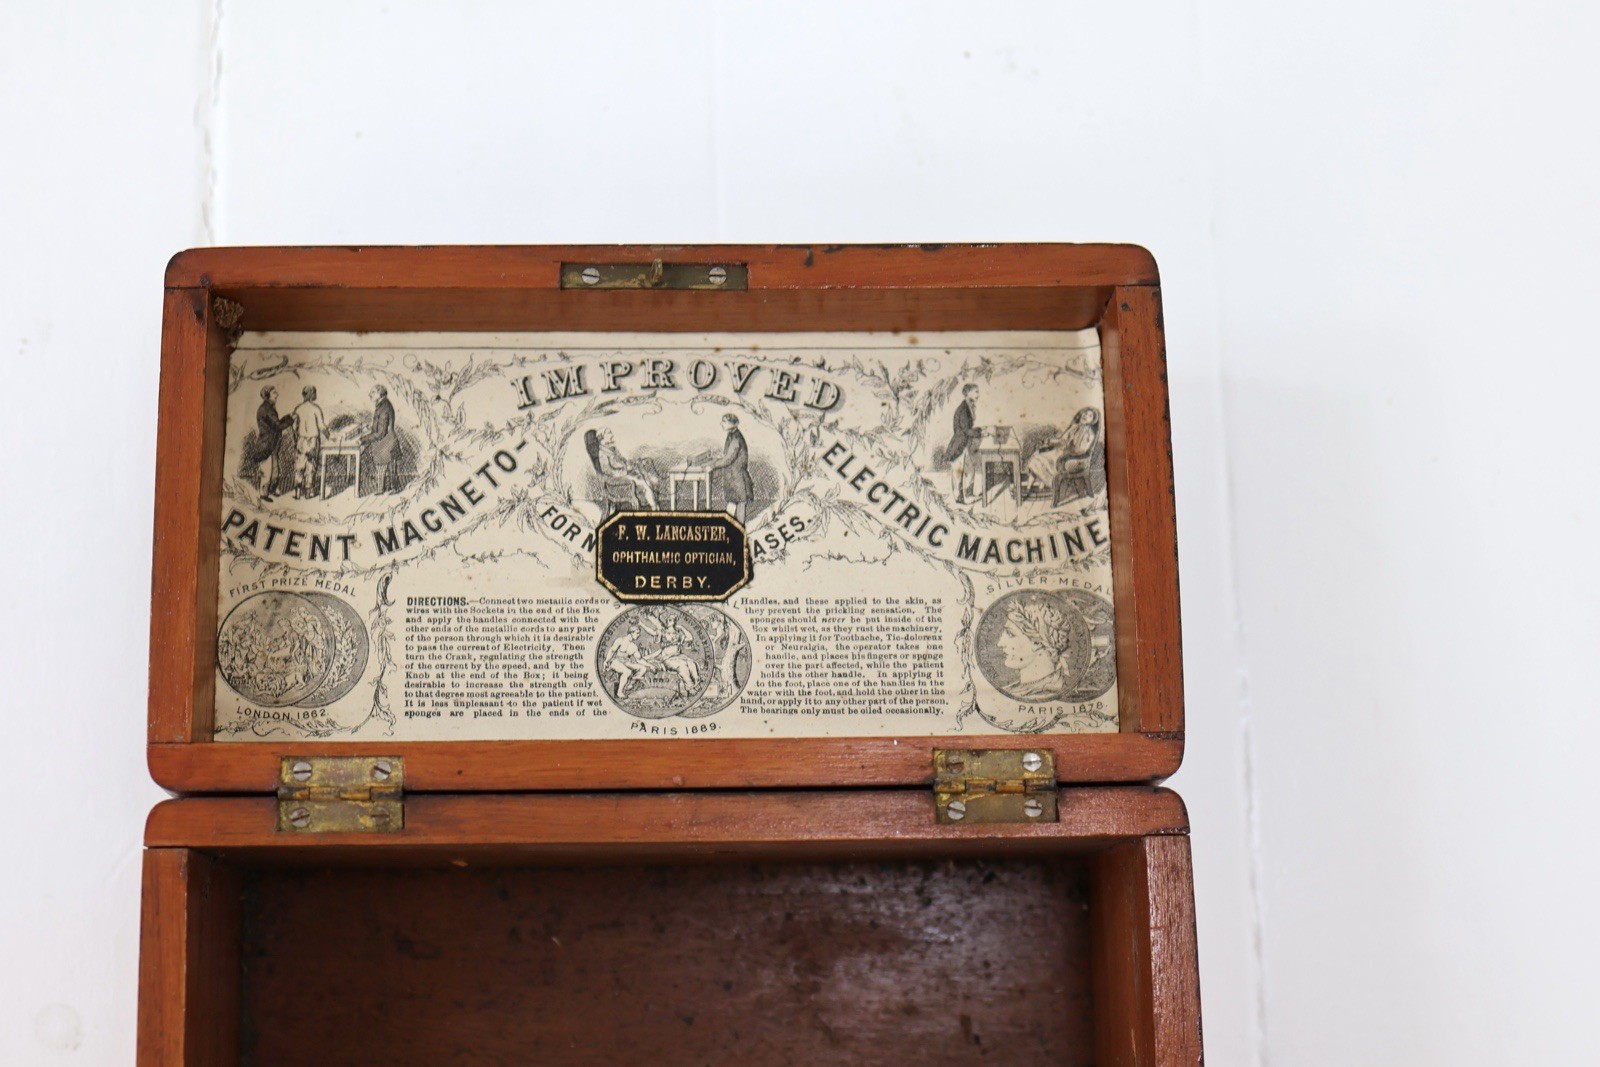 IMPROVED
PATENT MAGNETO-
ELECTRIC MACHINE
FOR N
ASES.
F. W. LANCASTER,
OPHTHALMIC OPTICIAN,
DERBY.
FIRST PRIZE MEDAL
LONDON, 1862.
DIRECTIONS.—Connect two metallic cords or
wires with the Sockets in the end of the Box
and apply the handles connected with the
other ends of the metallic cords to any part
of the person through which it is desirable
to pass the current of Electricity. Then
turn the Crank, regulating the strength
of the current by the speed, and by the
Knob at the end of the Box; it being
desirable to increase the strength only
to that degree most agreeable to the patient.
It is less unpleasant to the patient if wet
sponges are placed in the ends of the
PARIS 1889.
Handles, and these applied to the skin, as
they prevent the prickling sensation. The
sponges should never be put inside of the
Box whilst wet, as they rust the machinery.
In applying it for Toothache, Tic-doloreux
or Neuralgia, the operator takes one
handle, and places his fingers or sponge
over the part affected, while the patient
holds the other handle. In applying it
to the foot, place one of the handles in the
water with the foot, and hold the other in the
hand, or apply it to any other part of the person.
The bearings only must be oiled occasionally.
SILVER MEDAL
PARIS 1878.